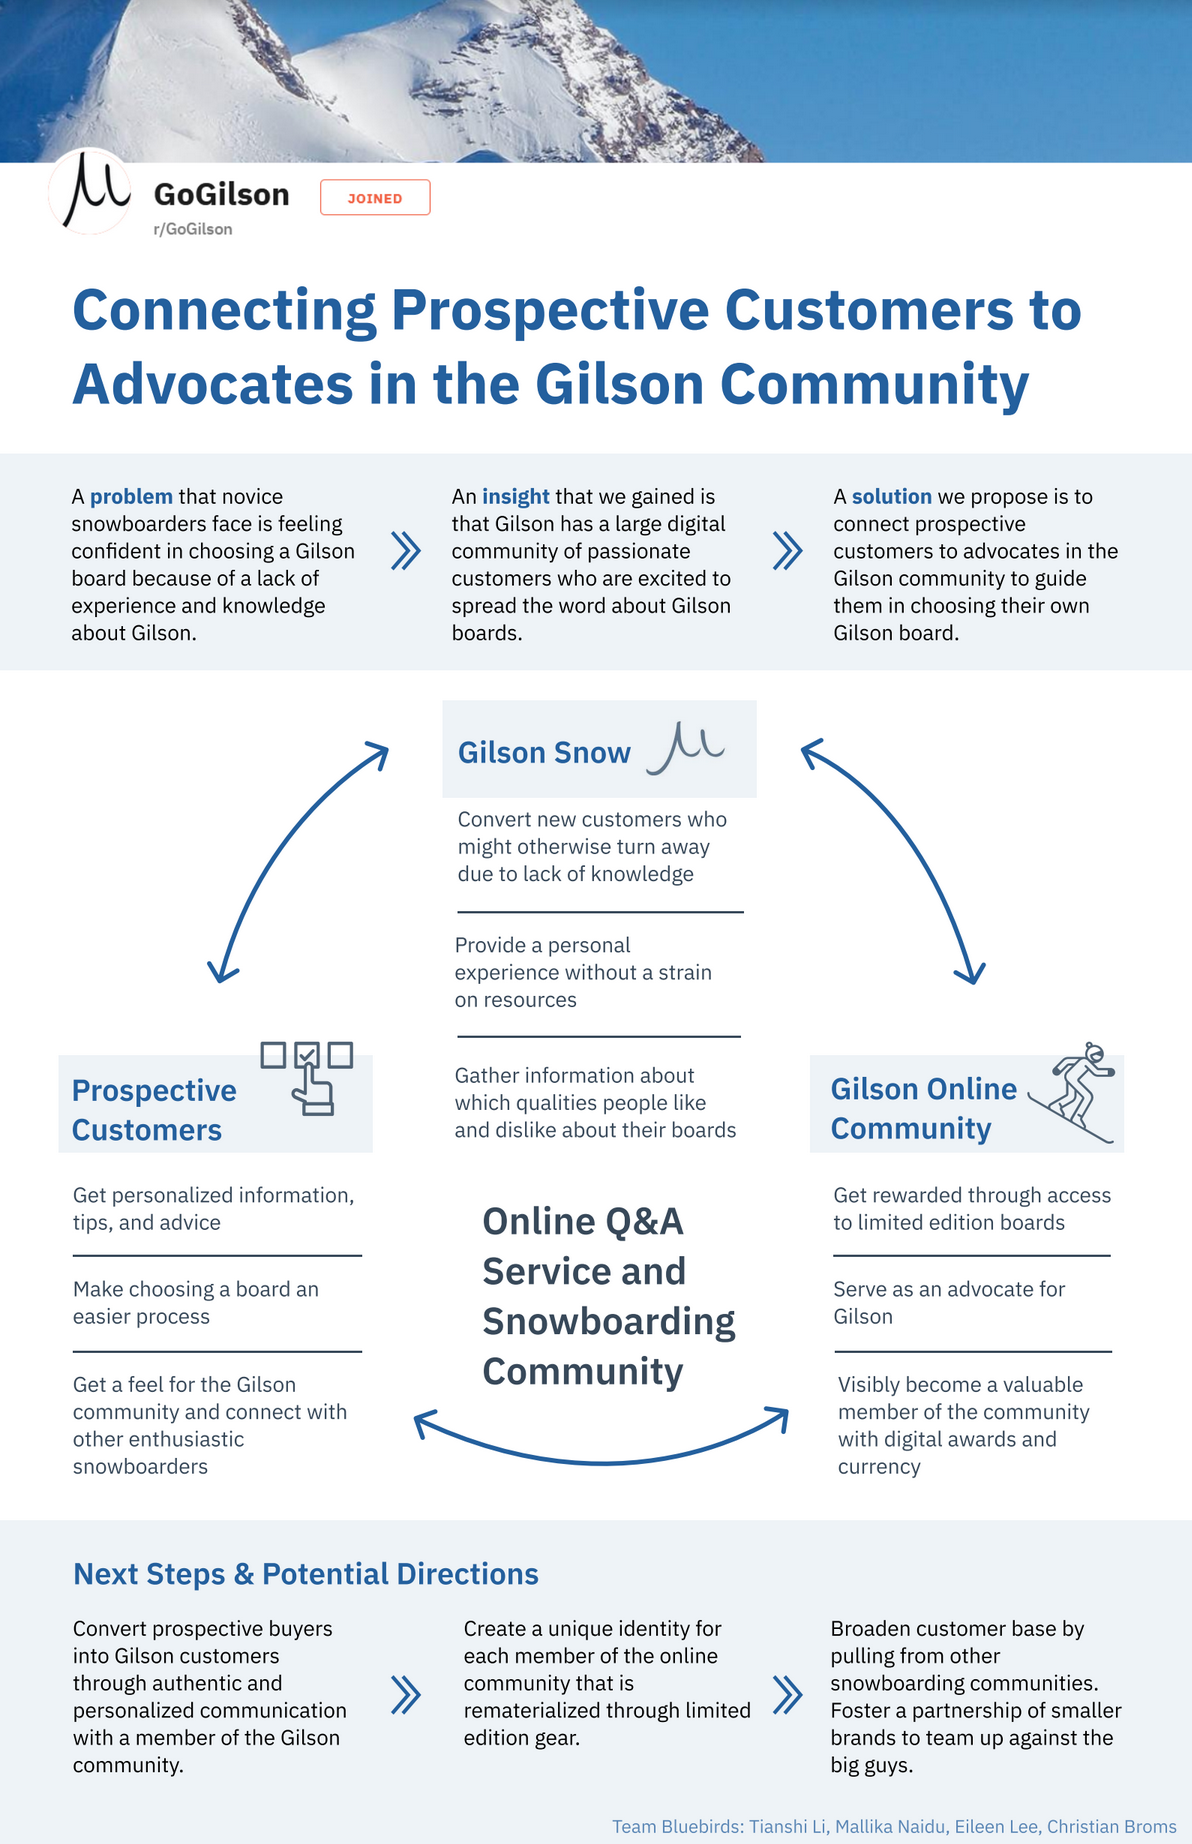 GoGilson
JOINED
r/GoGilson
Connecting Prospective Customers to
Advocates in the Gilson Community
A problem that novice
snowboarders face is feeling
confident in choosing a Gilson
board because of a lack of
experience and knowledge
about Gilson.
An insight that we gained is
that Gilson has a large digital
community of passionate
customers who are excited to
spread the word about Gilson
boards.
A solution we propose is to
connect prospective
customers to advocates in the
Gilson community to guide
them in choosing their own
Gilson board.
Gilson Snow
Convert new customers who
might otherwise turn away
due to lack of knowledge
Provide a personal
experience without a strain
on resources
Gather information about
which qualities people like
and dislike about their boards
Prospective
Customers
Get personalized information,
tips, and advice
Make choosing a board an
easier process
Get a feel for the Gilson
community and connect with
other enthusiastic
snowboarders
Online Q&A
Service and
Snowboarding
Community
Gilson Online
Community
Get rewarded through access
to limited edition boards
Serve as an advocate for
Gilson
Visibly become a valuable
member of the community
with digital awards and
currency
Next Steps & Potential Directions
Convert prospective buyers
into Gilson customers
through authentic and
personalized communication
with a member of the Gilson
community.
Create a unique identity for
each member of the online
community that is
rematerialized through limited
edition gear.
Broaden customer base by
pulling from other
snowboarding communities.
Foster a partnership of smaller
brands to team up against the
big guys.
Team Bluebirds: Tianshi Li, Mallika Naidu, Eileen Lee, Christian Broms